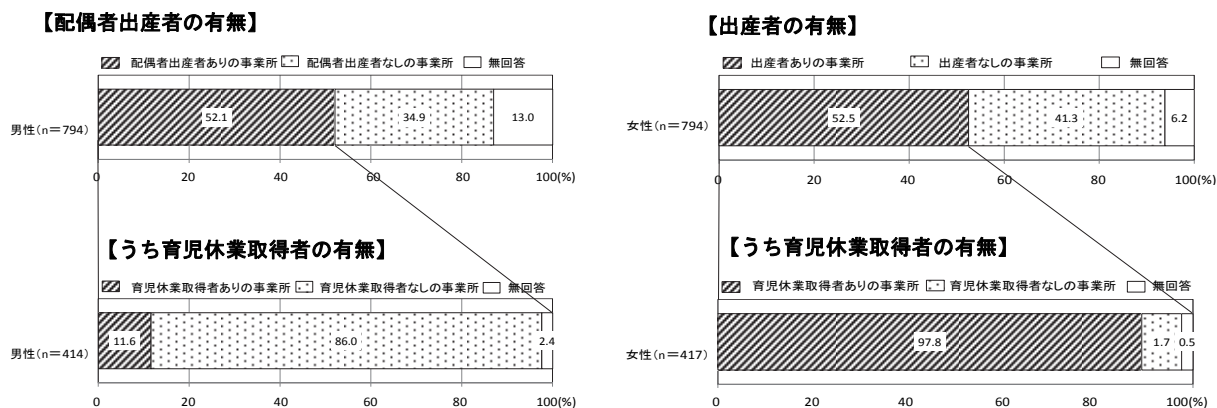 【配偶者出産者の有無】
配偶者出産者ありの事業所 配偶者出産者なしの事業所 無回答
男性(n＝794) 52.1 34.9 13.0
0 20 40 60 80 100(%)
【うち育児休業取得者の有無】
育児休業取得者ありの事業所 育児休業取得者なしの事業所 無回答
男性(n＝414) 11.6 86.0 2.4
0 20 40 60 80 100(%)
【出産者の有無】
出産者ありの事業所 出産者なしの事業所 無回答
女性(n＝794) 52.5 41.3 6.2
0 20 40 60 80 100(%)
【うち育児休業取得者の有無】
育児休業取得者ありの事業所 育児休業取得者なしの事業所 無回答
女性(n＝417) 97.8 1.7 0.5
0 20 40 60 80 100(%)